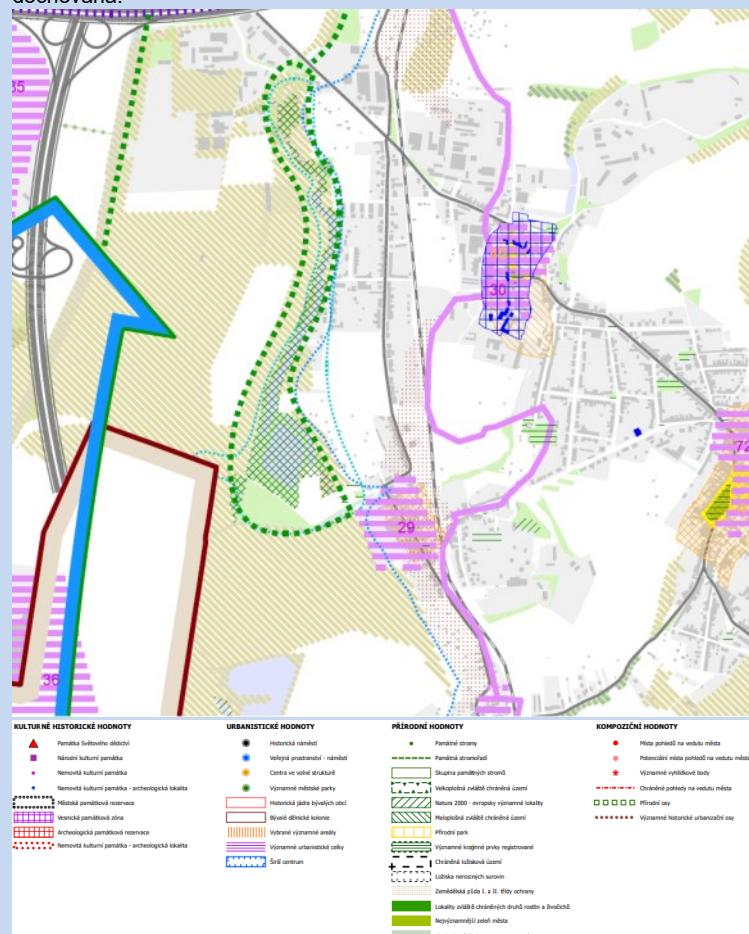 dochována.
35
30
72
29
36
KULTURNĚ HISTORICKÉ HODNOTY
Památka Světového dědictví
Národní kulturní památka
Nemovitá kulturní památka
Nemovitá kulturní památka - archeologická lokalita
Městská památková rezervace
Vesnická památková zóna
Archeologická památková rezervace
Nemovitá kulturní památka - archeologická lokalita
URBANISTICKÉ HODNOTY
Historická náměstí
Veřejná prostranství - náměstí
Centra ve volné struktuře
Významné městské parky
Historická jádra bývalých obcí
Bývalé dělnické kolonie
Vybrané významné areály
Významné urbanistické celky
Širší centrum
PŘÍRODNÍ HODNOTY
Památné stromy
Památná stromořadí
Skupina památných stromů
Velkoplošná zvláště chráněná území
Natura 2000 - evropsky významné lokality
Maloplošná zvláště chráněná území
Přírodní park
Významné krajinné prvky registrované
Chráněná ložisková území
Ložiska nerostných surovin
Zemědělská půda I. a II. třídy ochrany
Lokality zvláště chráněných druhů rostlin a živočichů
Nejvýznamnější zeleň města
KOMPOZIČNÍ HODNOTY
Místa pohledů na vedutu města
Potenciální místa pohledů na vedutu města
Významné vyhlídkové body
Chráněné pohledy na vedutu města
Přírodní osy
Významné historické urbanizační osy